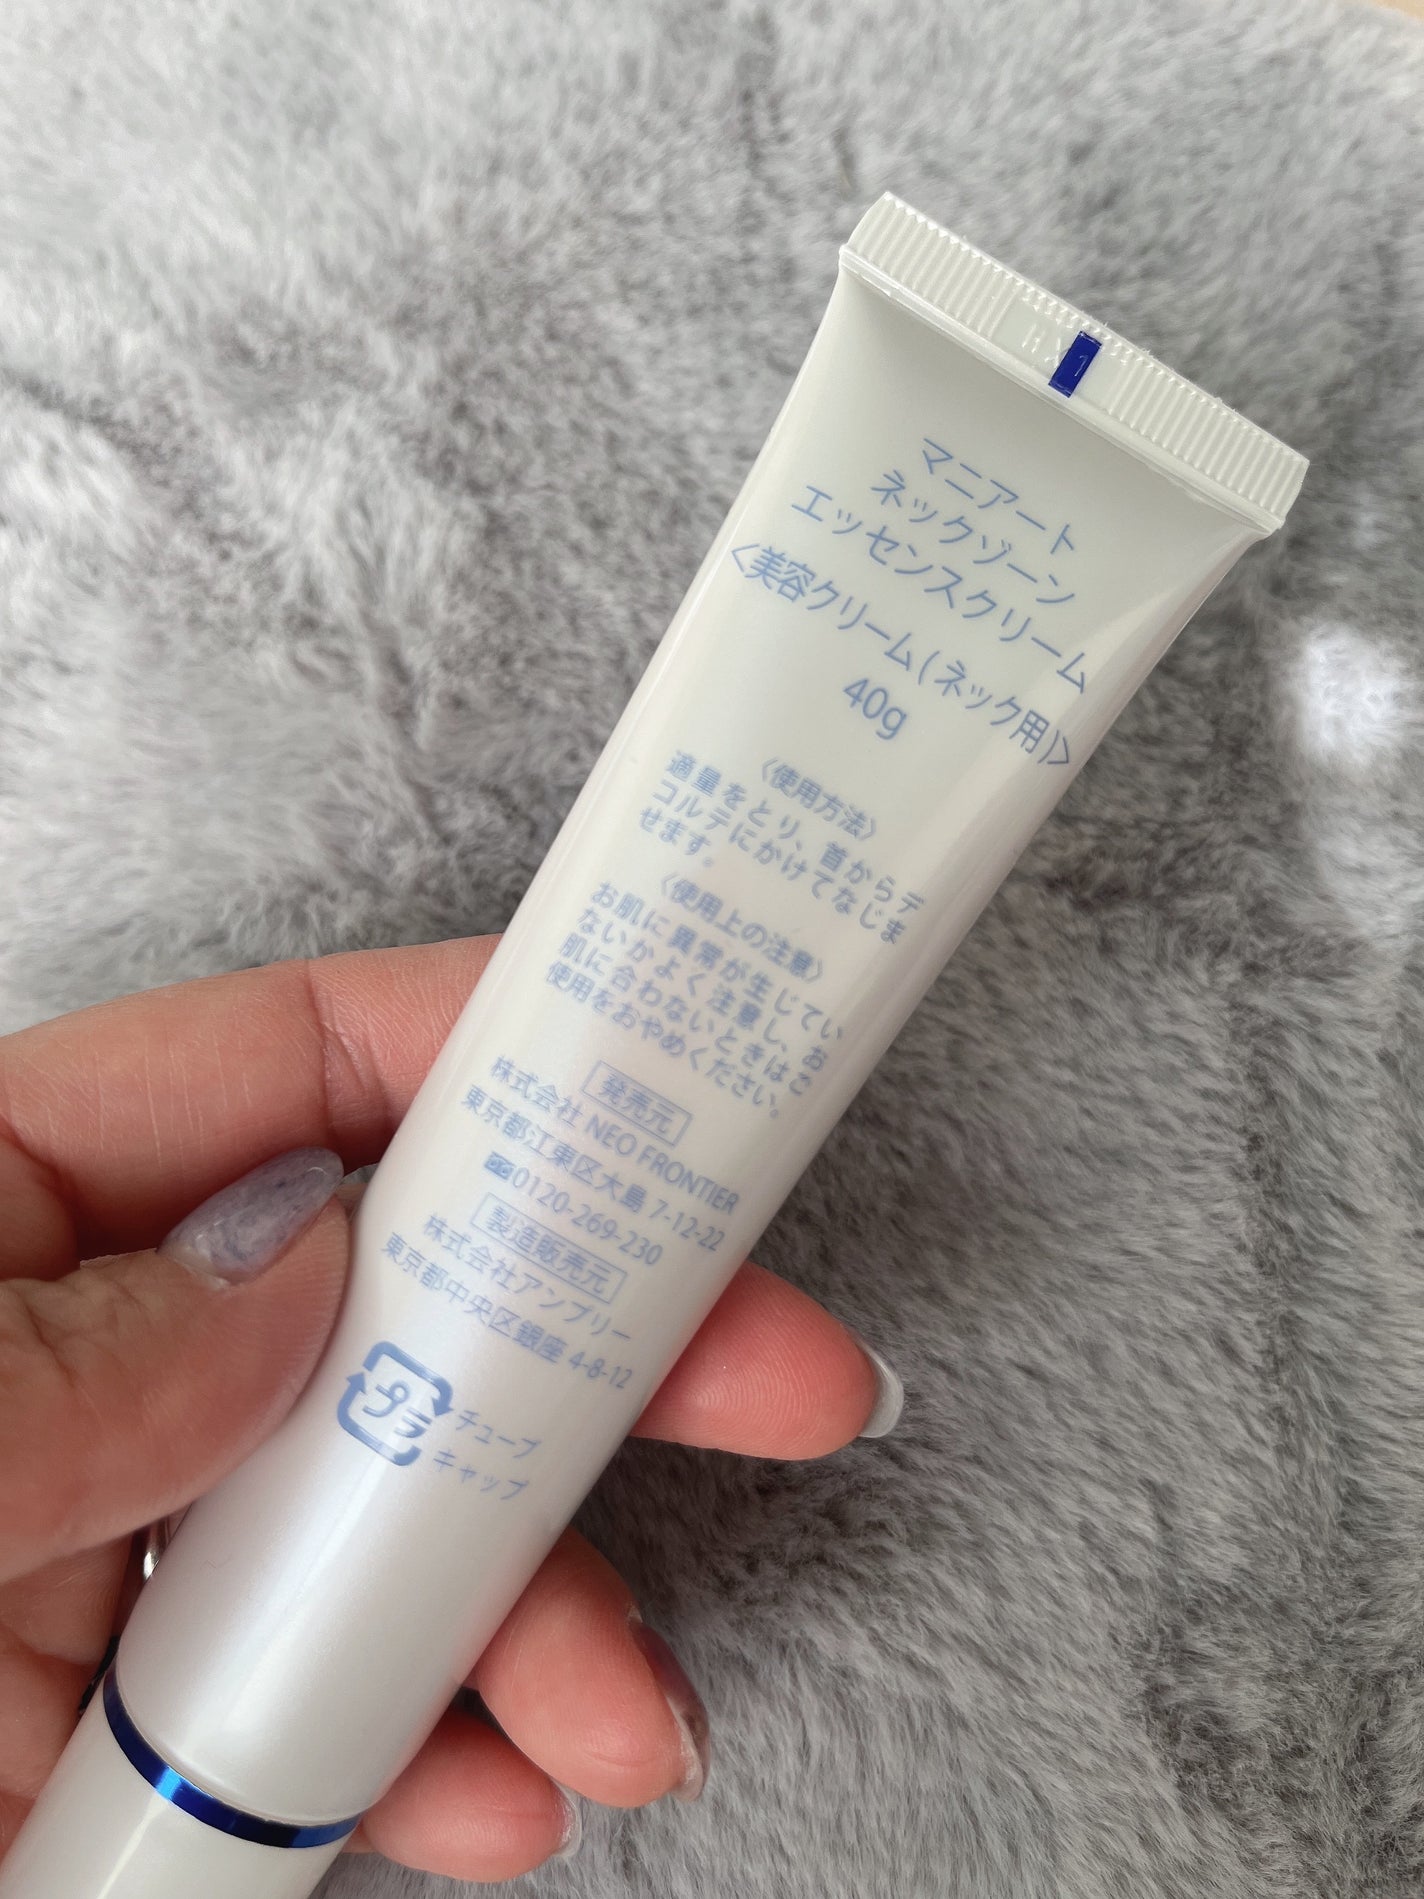 HX1
マニアート
ネックゾーン
エッセンスクリーム
〈美容クリーム(ネック用)〉
40g
〈使用方法〉
適量をとり、首からデ
コルテにかけてなじま
せます。
〈使用上の注意〉
お肌に異常が生じてい
ないかよく注意し、お
肌に合わないときはご
使用をおやめください。
発売元
株式会社 NEO FRONTIER
東京都江東区大島 7-12-22
0120-269-230
製造販売元
株式会社アンブリー
東京都中央区銀座 4-8-12
プラ
チューブ
キャップ